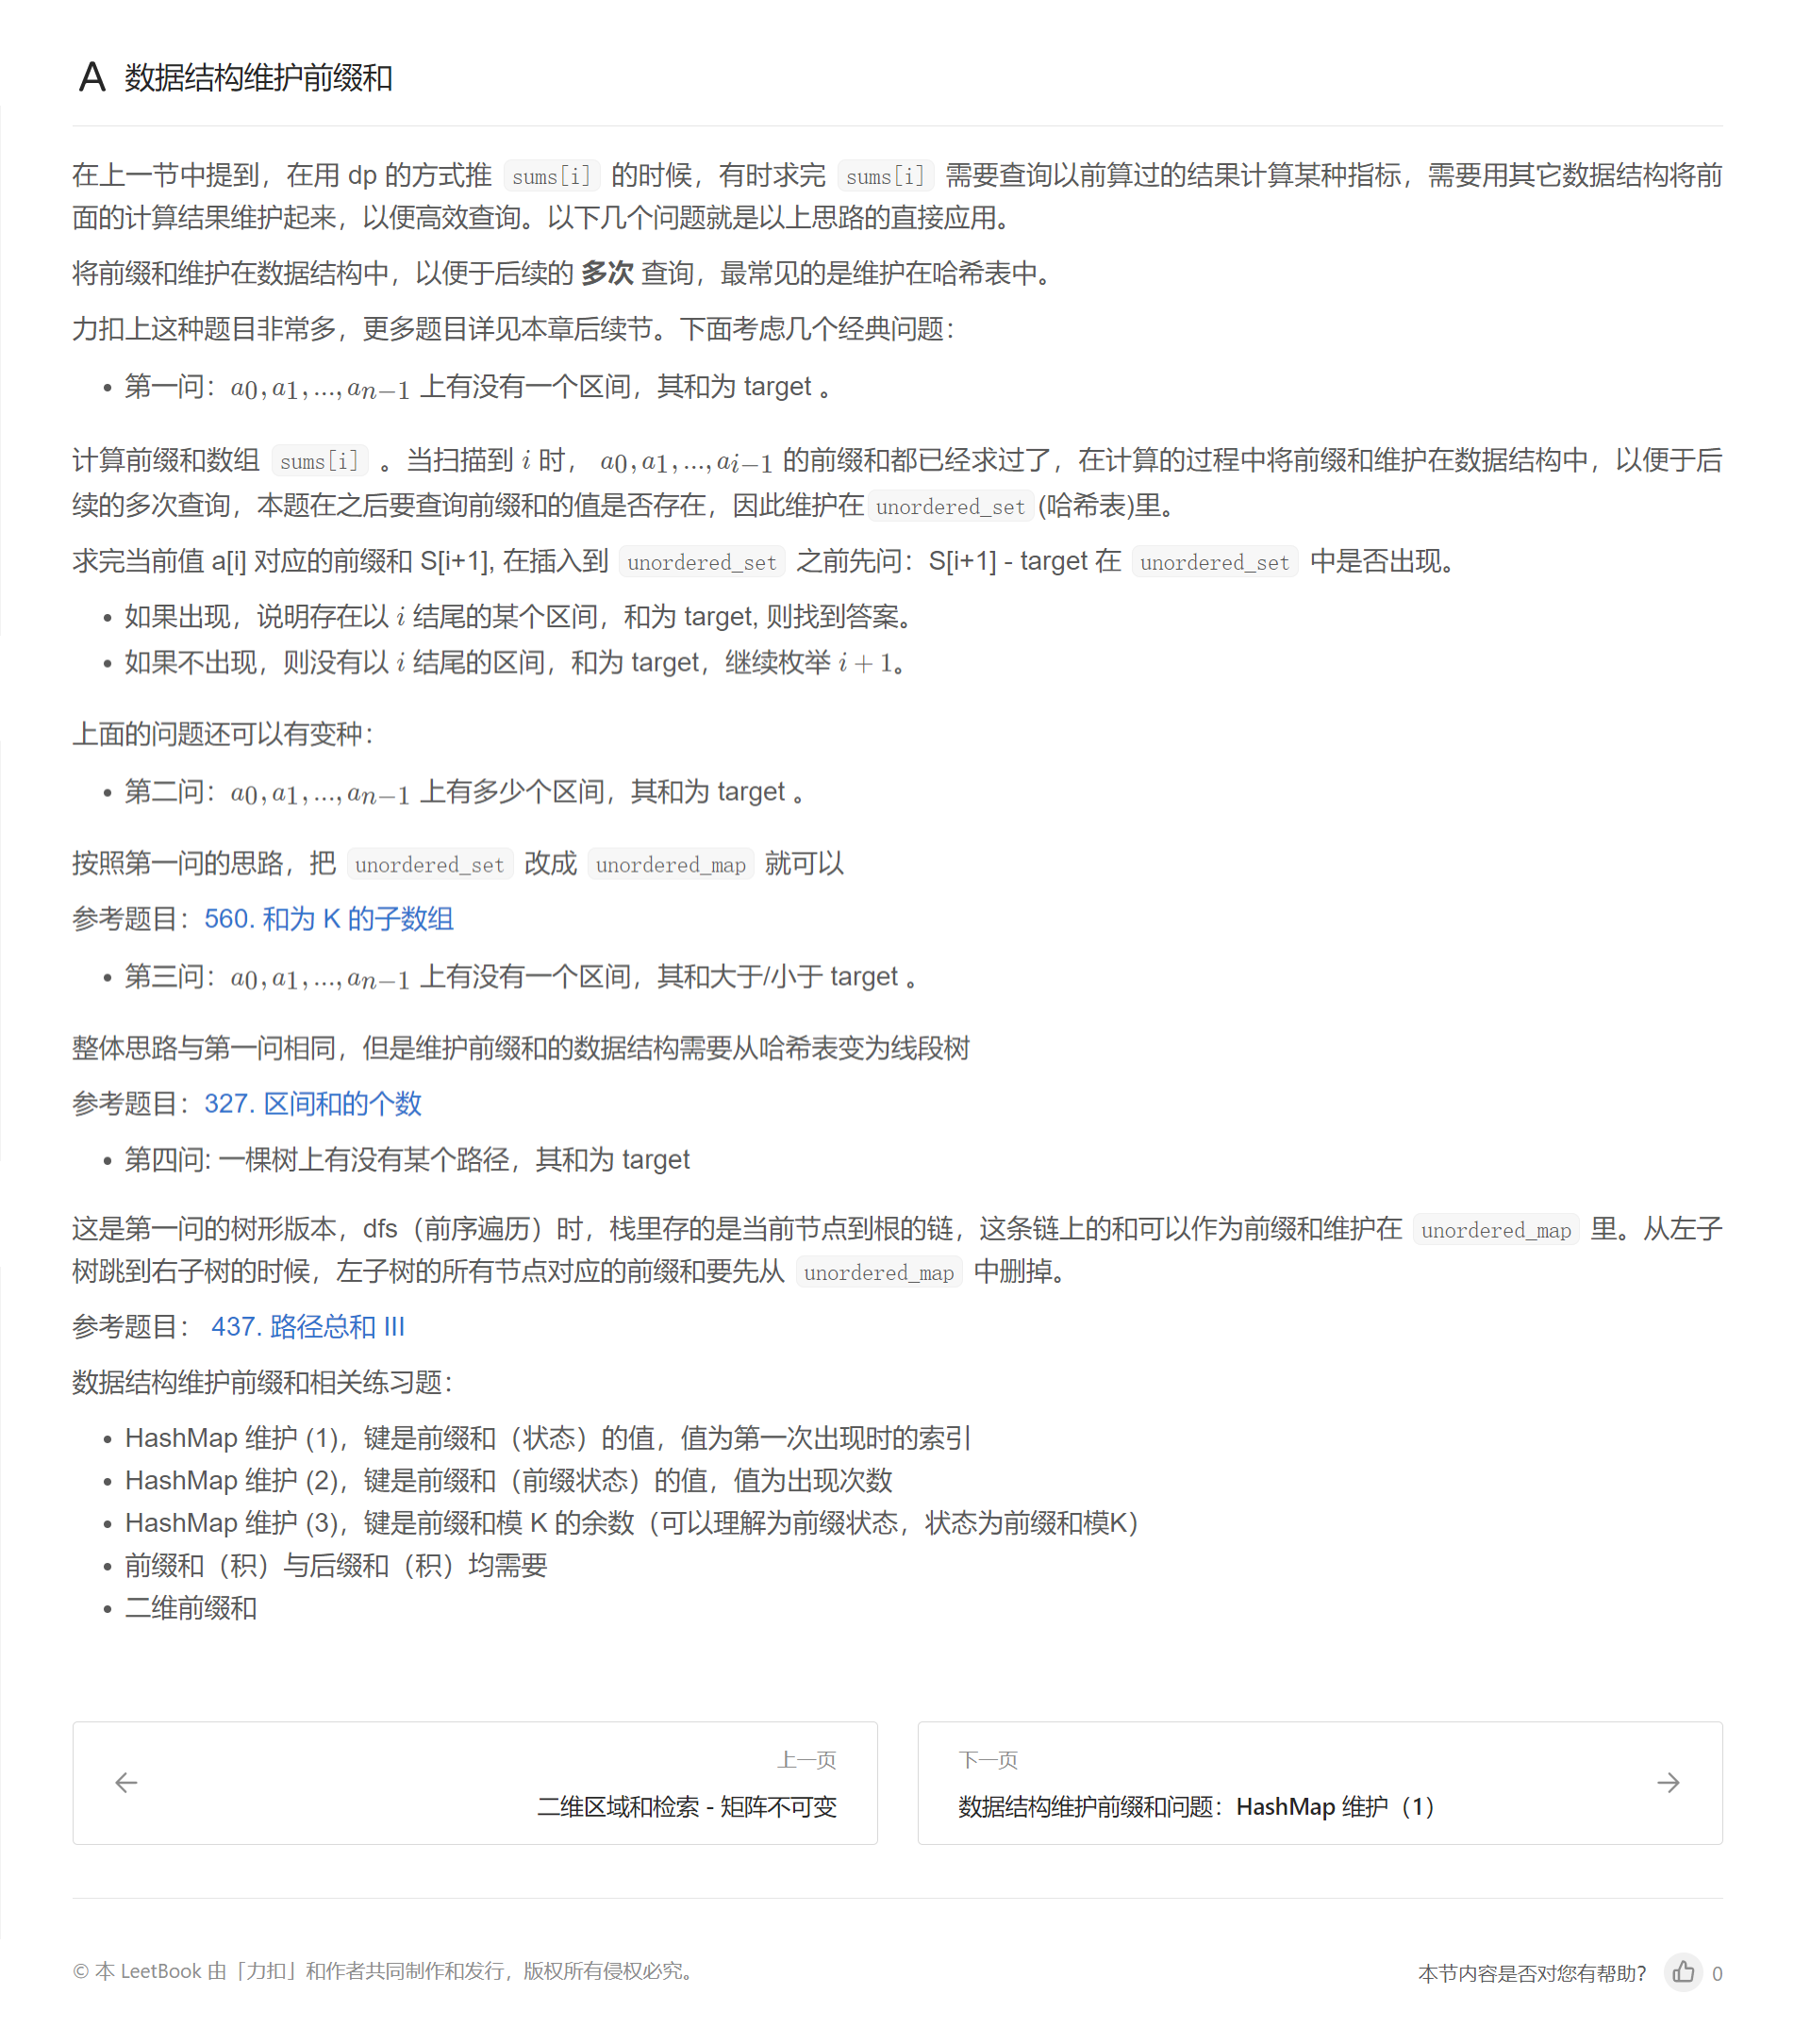 A 数据结构维护前缀和
在上一节中提到，在用 dp 的方式推 sums[i] 的时候，有时求完 sums[i] 需要查询以前算过的结果计算某种指标，需要用其它数据结构将前
面的计算结果维护起来，以便高效查询。以下几个问题就是以上思路的直接应用。
将前缀和维护在数据结构中，以便于后续的 多次 查询，最常见的是维护在哈希表中。
力扣上这种题目非常多，更多题目详见本章后续节。下面考虑几个经典问题：
• 第一问：a0, a1, ..., an−1 上有没有一个区间，其和为 target 。
计算前缀和数组 sums[i] 。当扫描到 i 时， a0, a1, ..., ai−1 的前缀和都已经求过了，在计算的过程中将前缀和维护在数据结构中，以便于后
续的多次查询，本题在之后要查询前缀和的值是否存在，因此维护在 unordered_set (哈希表)里。
求完当前值 a[i] 对应的前缀和 S[i+1], 在插入到 unordered_set 之前先问：S[i+1] - target 在 unordered_set 中是否出现。
• 如果出现，说明存在以 i 结尾的某个区间，和为 target, 则找到答案。
• 如果不出现，则没有以 i 结尾的区间，和为 target，继续枚举 i + 1。
上面的问题还可以有变种：
• 第二问：a0, a1, ..., an−1 上有多少个区间，其和为 target 。
按照第一问的思路，把 unordered_set 改成 unordered_map 就可以
参考题目：560. 和为 K 的子数组
• 第三问：a0, a1, ..., an−1 上有没有一个区间，其和大于/小于 target 。
整体思路与第一问相同，但是维护前缀和的数据结构需要从哈希表变为线段树
参考题目：327. 区间和的个数
• 第四问: 一棵树上有没有某个路径，其和为 target
这是第一问的树形版本，dfs（前序遍历）时，栈里存的是当前节点到根的链，这条链上的和可以作为前缀和维护在 unordered_map 里。从左子
树跳到右子树的时候，左子树的所有节点对应的前缀和要先从 unordered_map 中删掉。
参考题目： 437. 路径总和 III
数据结构维护前缀和相关练习题：
• HashMap 维护 (1)，键是前缀和（状态）的值，值为第一次出现时的索引
• HashMap 维护 (2)，键是前缀和（前缀状态）的值，值为出现次数
• HashMap 维护 (3)，键是前缀和模 K 的余数（可以理解为前缀状态，状态为前缀和模K）
• 前缀和（积）与后缀和（积）均需要
• 二维前缀和
上一页
← 二维区域和检索 - 矩阵不可变
下一页
数据结构维护前缀和问题：HashMap 维护（1） →
© 本 LeetBook 由「力扣」和作者共同制作和发行，版权所有侵权必究。
本节内容是否对您有帮助？ 0